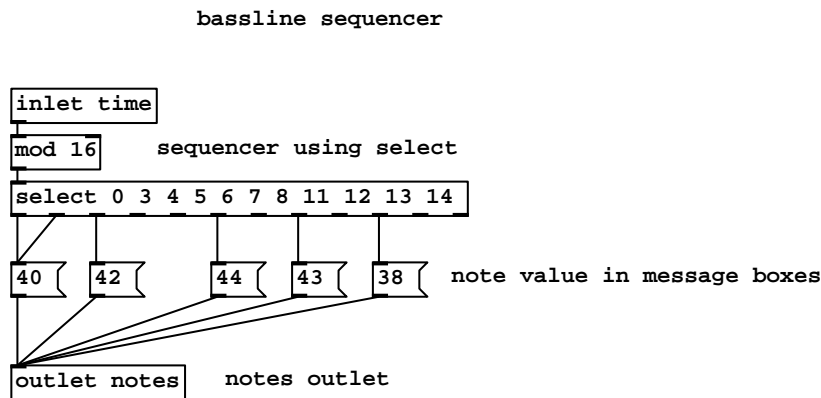 bassline sequencer
inlet time
mod 16
sequencer using select
select 0 3 4 5 6 7 8 11 12 13 14
40 42 44 43 38 note value in message boxes
outlet notes notes outlet